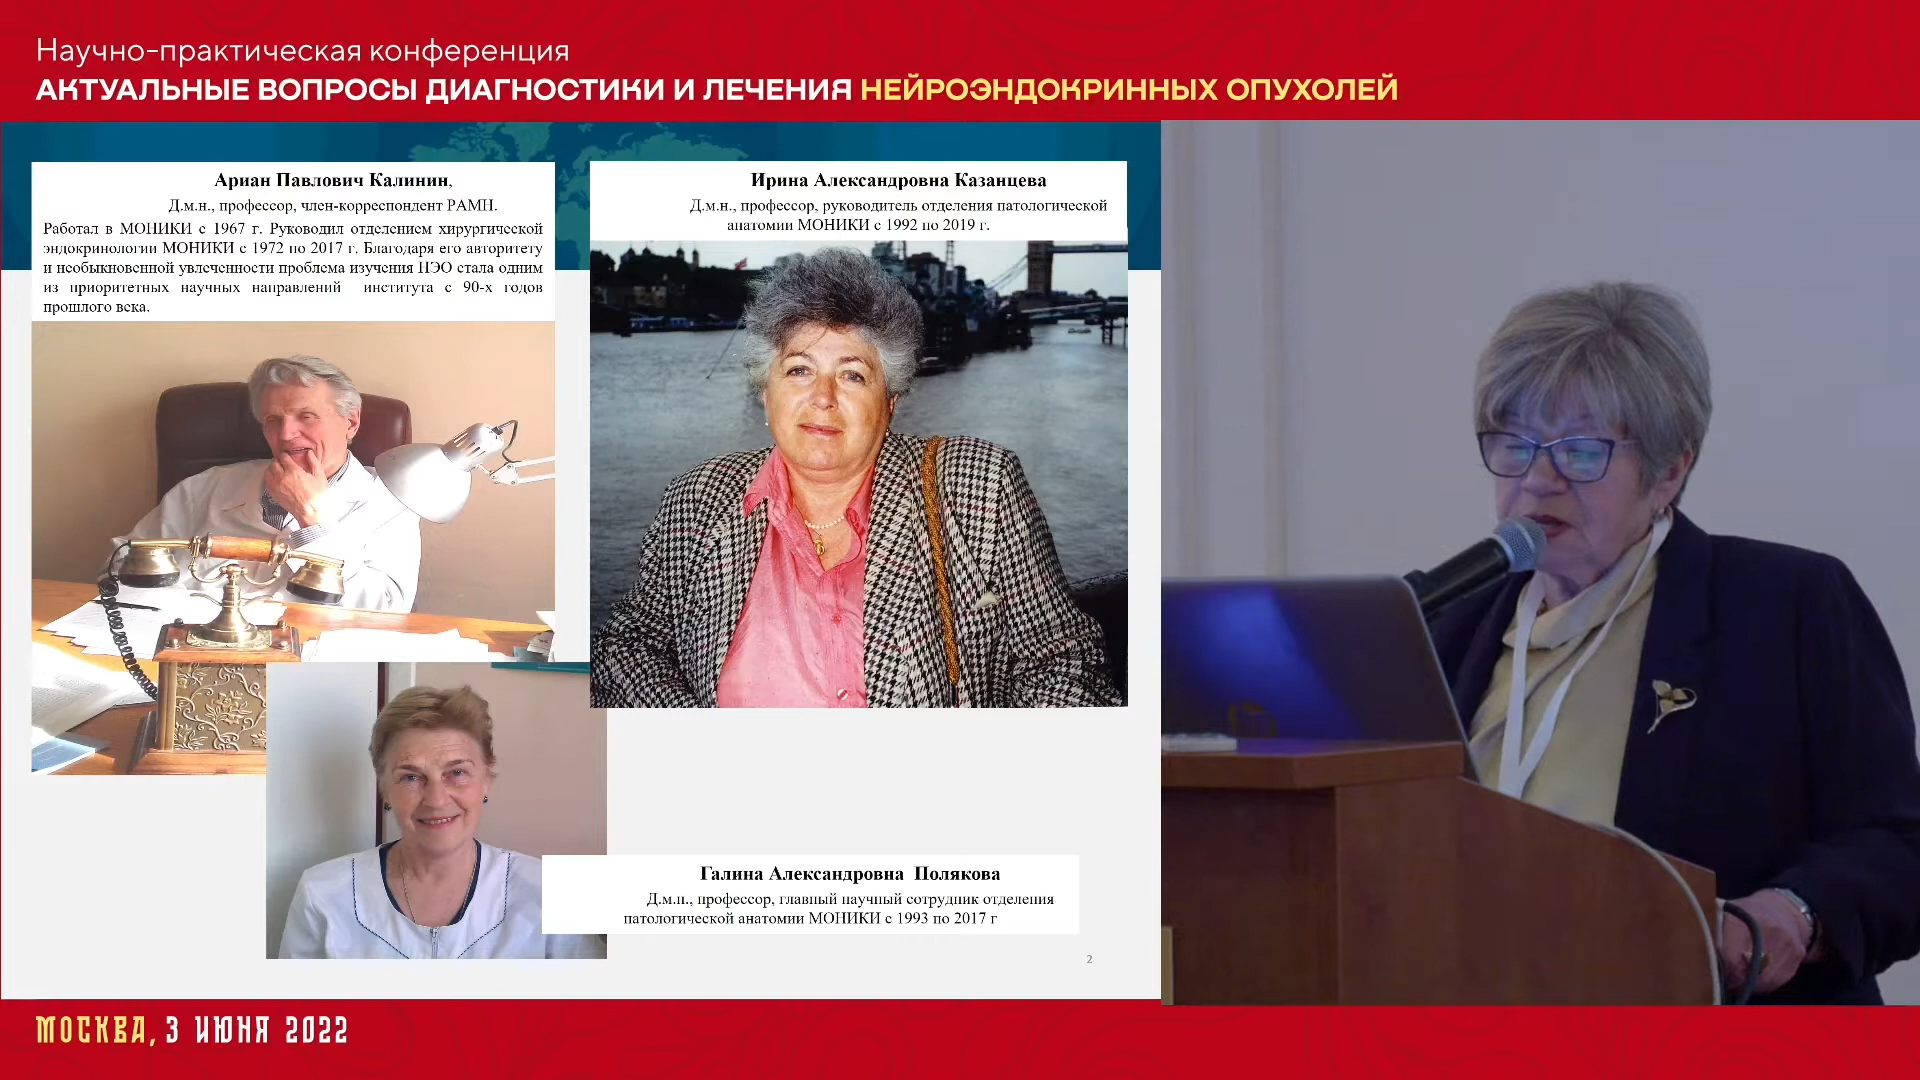 Научно-практическая конференция
АКТУАЛЬНЫЕ ВОПРОСЫ ДИАГНОСТИКИ И ЛЕЧЕНИЯ НЕЙРОЭНДОКРИННЫХ ОПУХОЛЕЙ
Ариан Павлович Калинин,
Д.м.н., профессор, член-корреспондент РАМН.
Работал в МОНИКИ с 1967 г. Руководил отделением хирургической
эндокринологии МОНИКИ с 1972 по 2017 г. Благодаря его авторитету
и необыкновенной увлеченности проблема изучения НЭО стала одним
из приоритетных научных направлений института с 90-х годов
прошлого века.
Ирина Александровна Казанцева
Д.м.н., профессор, руководитель отделения патологической
анатомии МОНИКИ с 1992 по 2019 г.
Галина Александровна Полякова
Д.м.н., профессор, главный научный сотрудник отделения
патологической анатомии МОНИКИ с 1993 по 2017 г
2
МОСКВА, 3 ИЮНЯ 2022